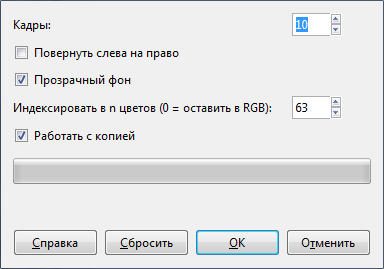 Кадры: 10
Повернуть слева на право
Прозрачный фон
Индексировать в n цветов (0 = оставить в RGB): 63
Работать с копией
Справка Сбросить OK Отменить